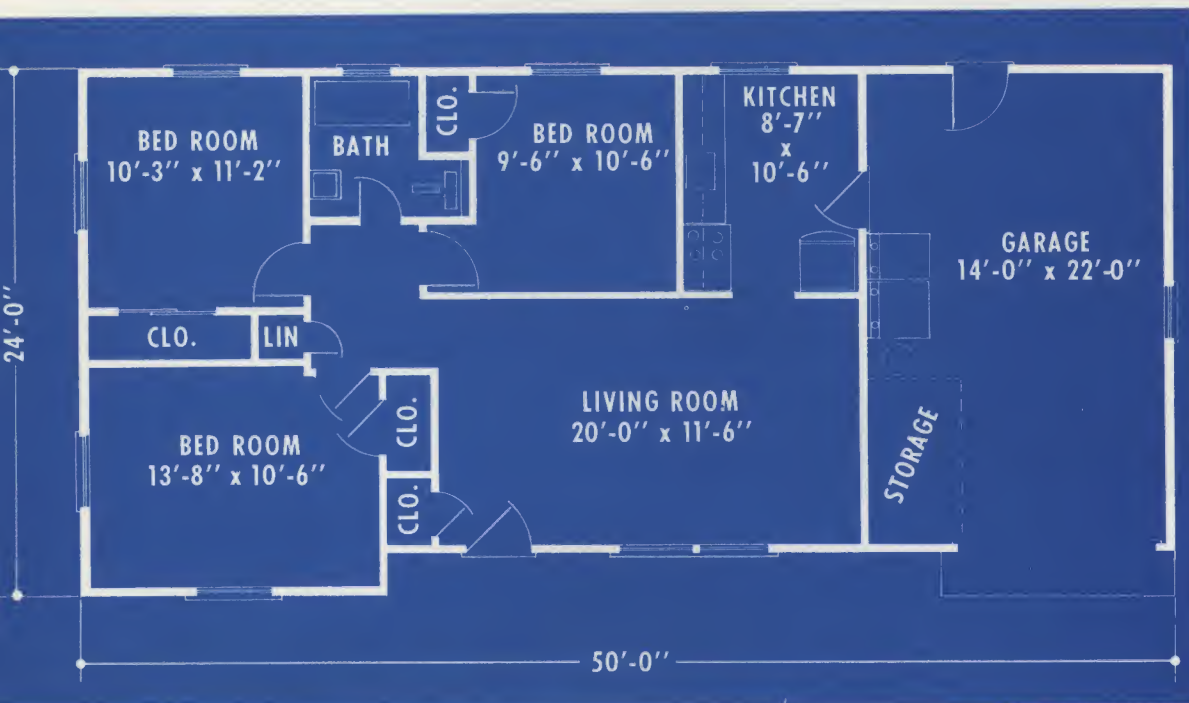 BED ROOM
10'-3" x 11'-2"
BATH
CLO.
BED ROOM
9'-6" x 10'-6"
KITCHEN
8'-7"
x
10'-6"
GARAGE
14'-0" x 22'-0"
24'-0"
CLO.
LIN
LIVING ROOM
20'-0" x 11'-6"
BED ROOM
13'-8" x 10'-6"
CLO.
CLO.
STORAGE
50'-0"